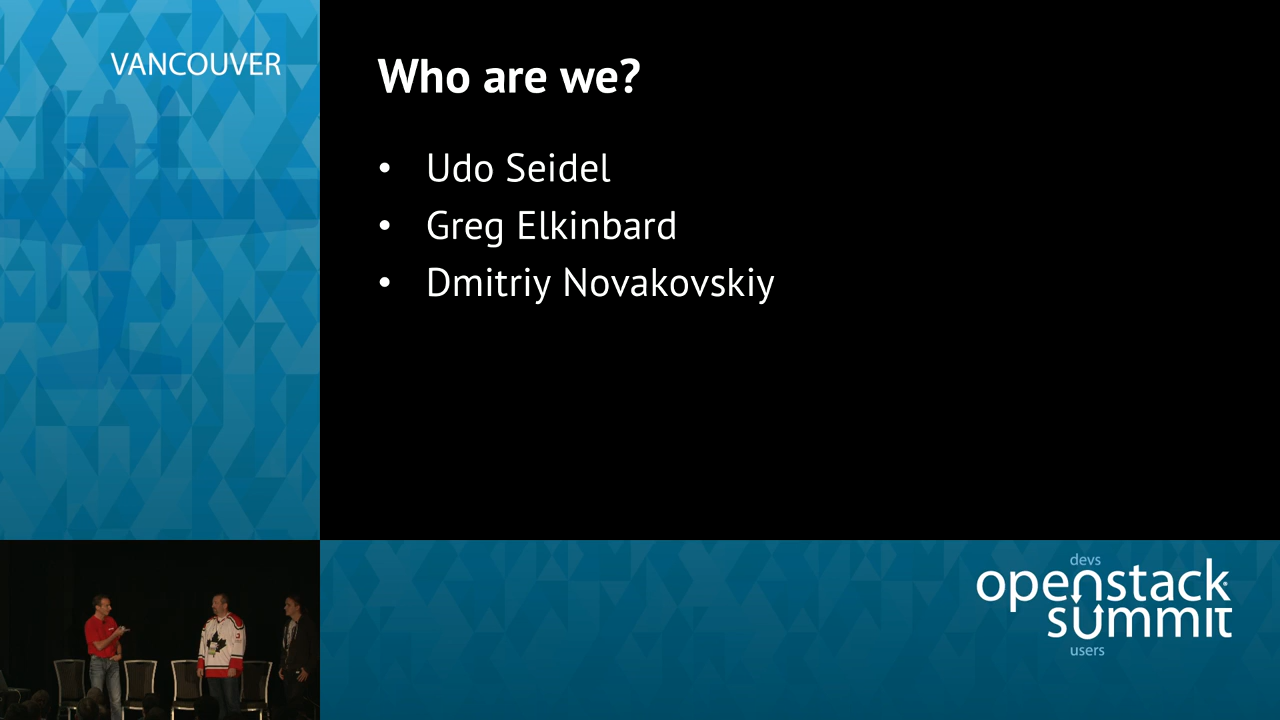 VANCOUVER
Who are we?
• Udo Seidel
• Greg Elkinbard
• Dmitriy Novakovskiy
devs
openstack
summit
users